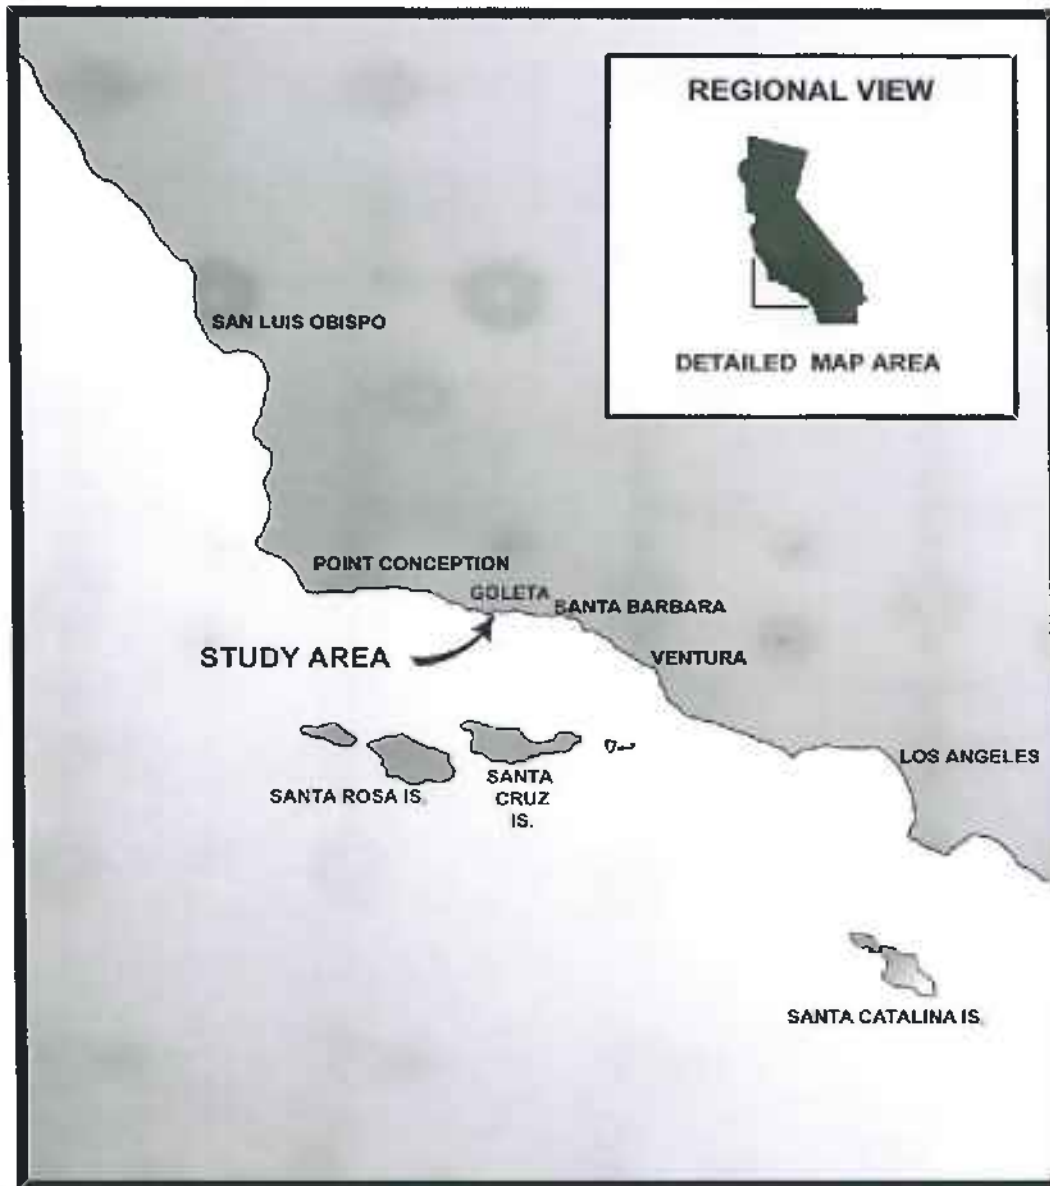 REGIONAL VIEW
DETAILED MAP AREA
SAN LUIS OBISPO
POINT CONCEPTION
GOLETA
SANTA BARBARA
STUDY AREA
VENTURA
LOS ANGELES
SANTA ROSA IS.
SANTA
CRUZ
IS.
SANTA CATALINA IS.